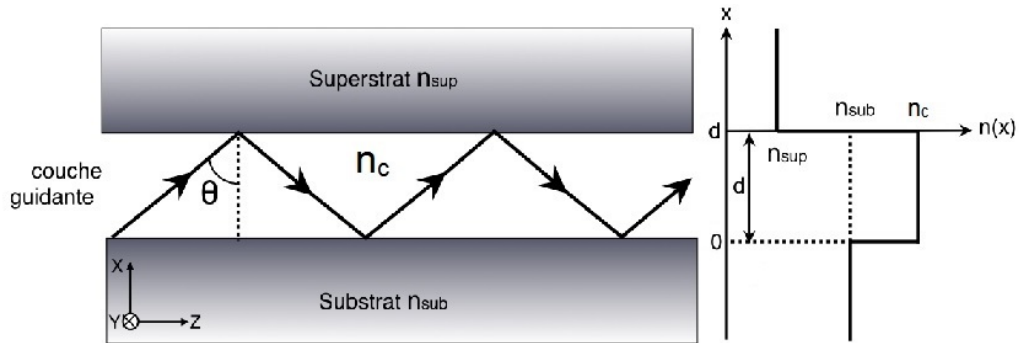 Superstrat nsup
couche
guidante
θ
nc
Substrat nsub
X
Y
Z
x
nsub
nc
d
n(x)
nsup
d
0